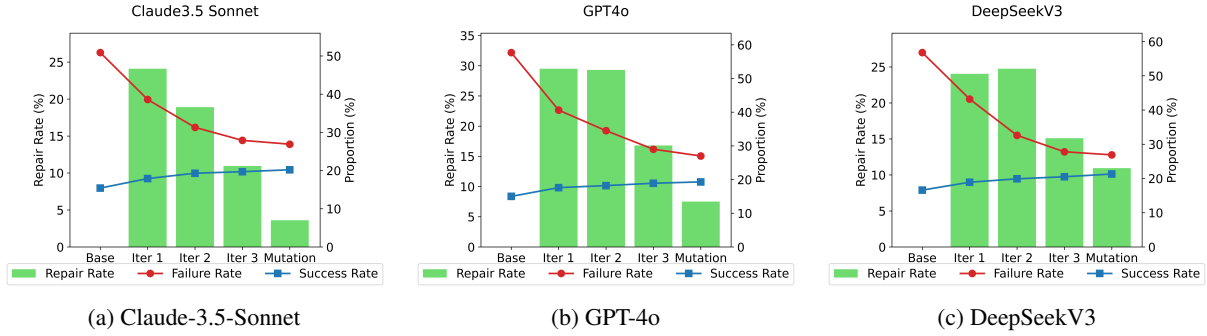 Claude3.5 Sonnet
Repair Rate (%)
25
20
15
10
5
0
50
40
30
20
10
0
Proportion (%)
Base Iter 1 Iter 2 Iter 3 Mutation
Repair Rate Failure Rate Success Rate
(a) Claude-3.5-Sonnet
GPT4o
Repair Rate (%)
35
30
25
20
15
10
5
0
60
50
40
30
20
10
0
Proportion (%)
Base Iter 1 Iter 2 Iter 3 Mutation
Repair Rate Failure Rate Success Rate
(b) GPT-4o
DeepSeekV3
Repair Rate (%)
25
20
15
10
5
0
60
50
40
30
20
10
0
Proportion (%)
Base Iter 1 Iter 2 Iter 3 Mutation
Repair Rate Failure Rate Success Rate
(c) DeepSeekV3